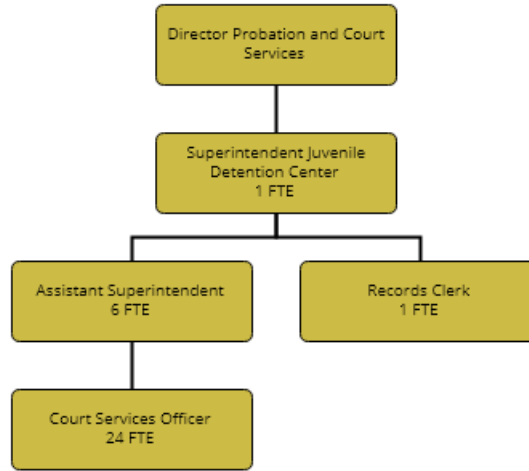 Director Probation and Court
Services
Superintendent Juvenile
Detention Center
1 FTE
Assistant Superintendent
6 FTE
Records Clerk
1 FTE
Court Services Officer
24 FTE